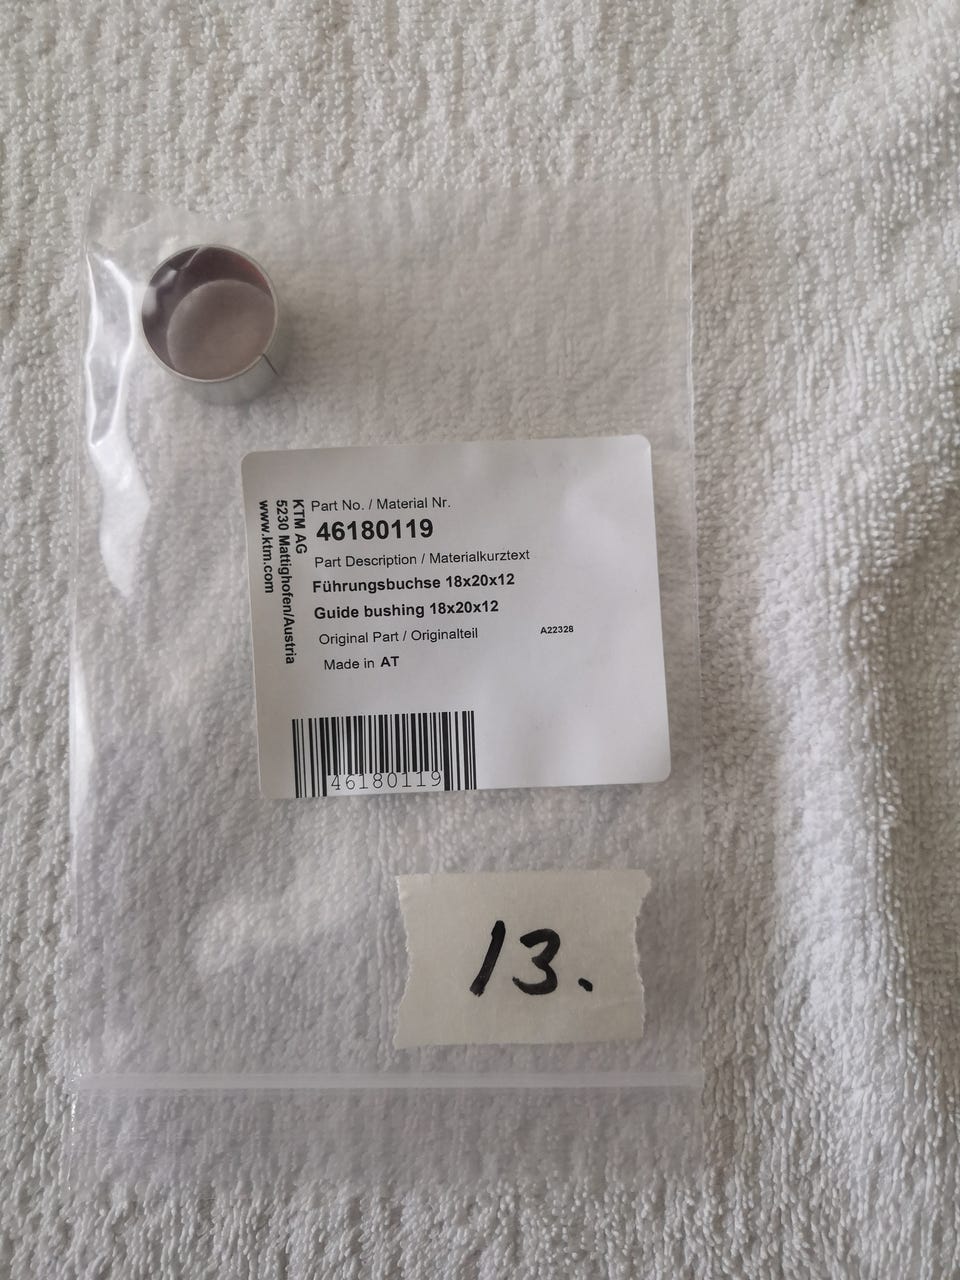 KTM AG
5230 Mattighofen/Austria
www.ktm.com
Part No. / Material Nr.
46180119
Part Description / Materialkurztext
Führungsbuchse 18x20x12
Guide bushing 18x20x12
Original Part / Originalteil A22328
Made in AT
46180119
13.